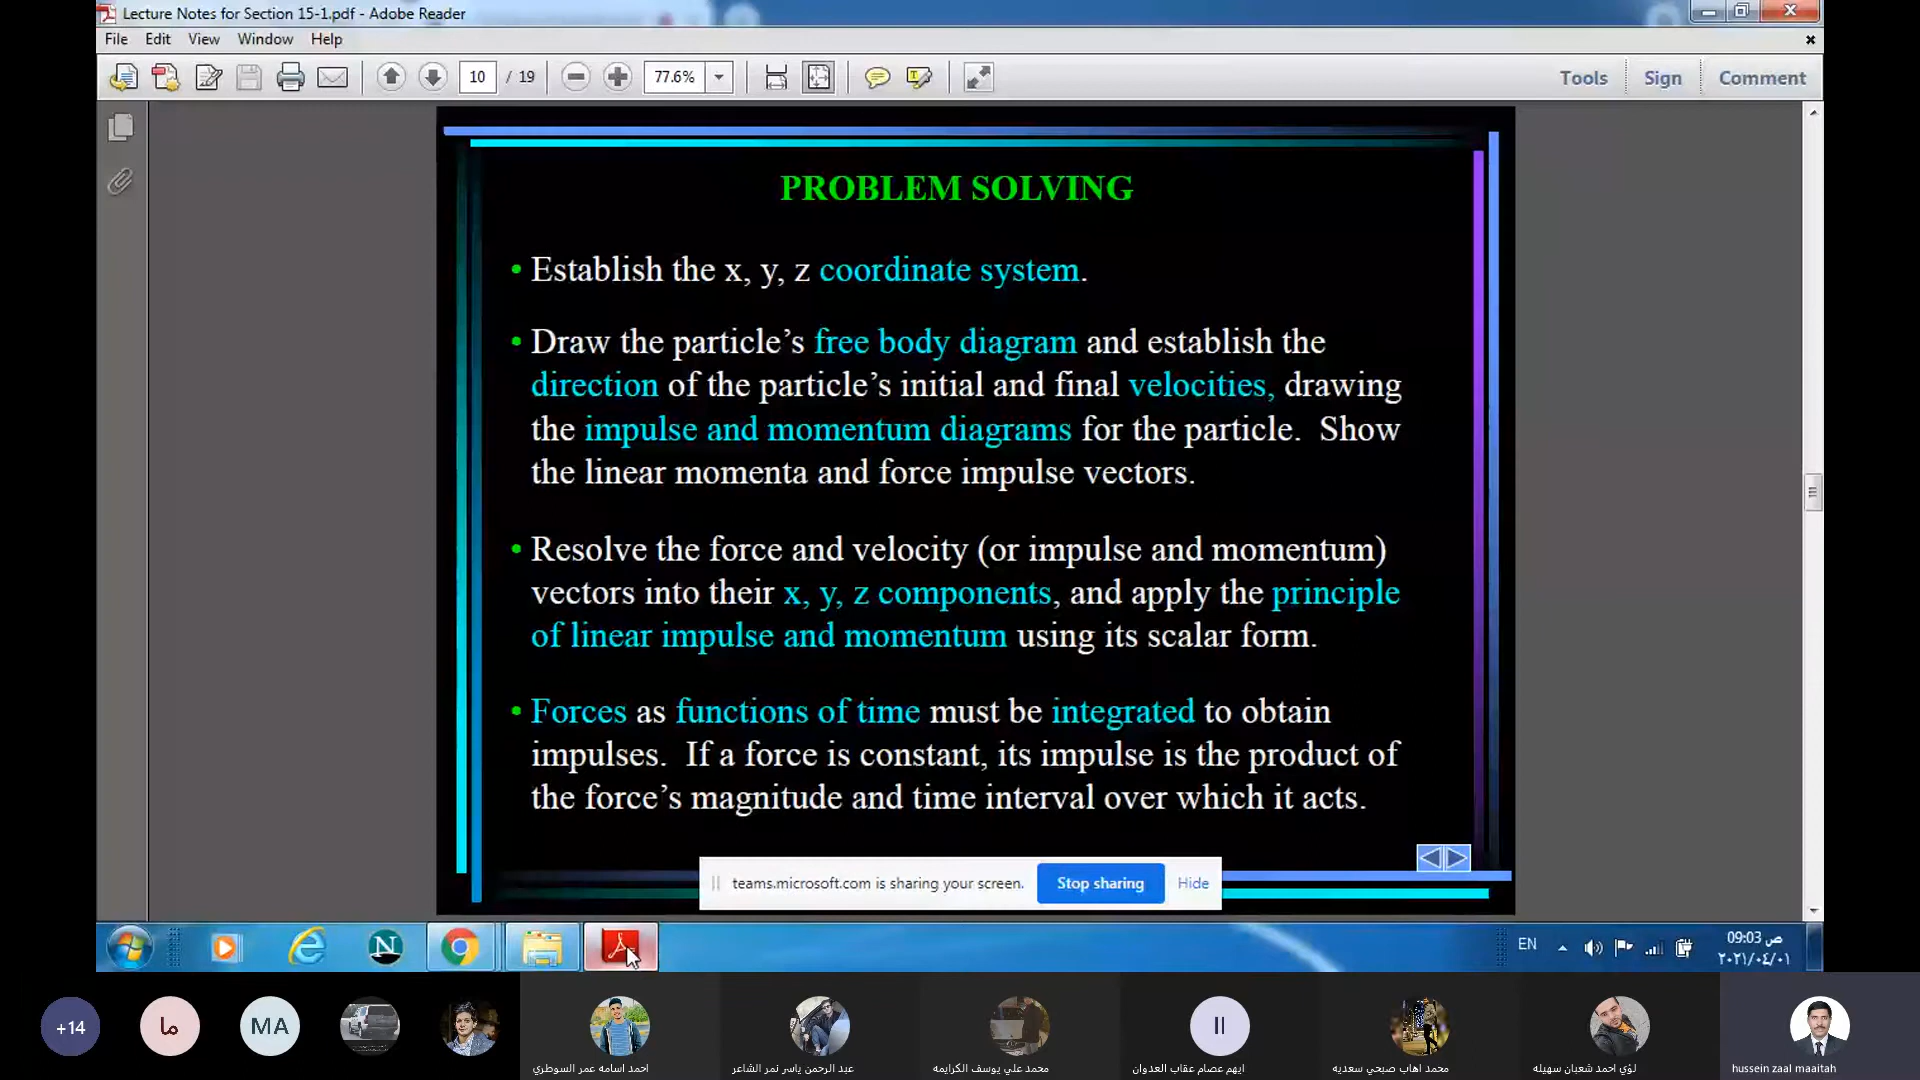 Lecture Notes for Section 15-1.pdf - Adobe Reader
File Edit View Window Help
10 / 19 77.6% Tools Sign Comment
PROBLEM SOLVING
• Establish the x, y, z coordinate system.
• Draw the particle’s free body diagram and establish the
direction of the particle’s initial and final velocities, drawing
the impulse and momentum diagrams for the particle. Show
the linear momenta and force impulse vectors.
• Resolve the force and velocity (or impulse and momentum)
vectors into their x, y, z components, and apply the principle
of linear impulse and momentum using its scalar form.
• Forces as functions of time must be integrated to obtain
impulses. If a force is constant, its impulse is the product of
the force’s magnitude and time interval over which it acts.
teams.microsoft.com is sharing your screen. Stop sharing Hide
EN
09:03 ص
٢٠٢١/٠٤/٠١
+14 ما MA
احمد اسامه عمر السوطري
عبد الرحمن ياسر نمر الشاعر
محمد علي يوسف الكرايمه
ايهم عصام عقاب العدوان
محمد اهاب صبحي سعديه
لؤي احمد شعبان سهيله
hussein zaal maaitah